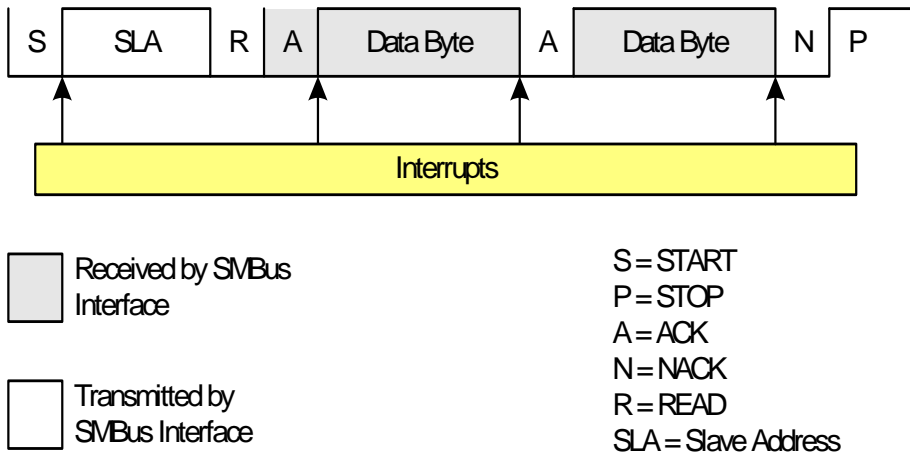 S SLA R A Data Byte A Data Byte N P
Interrupts
Received by SMBus
Interface
Transmitted by
SMBus Interface
S = START
P = STOP
A = ACK
N = NACK
R = READ
SLA = Slave Address